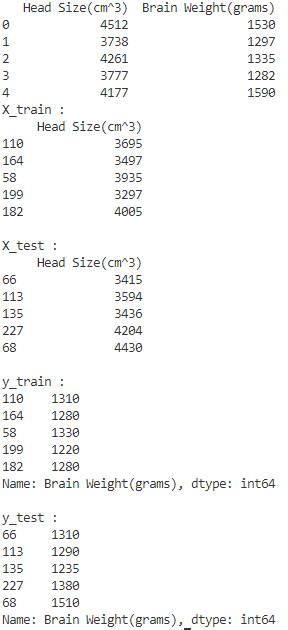 Head Size(cm^3) Brain Weight(grams)
0 4512 1530
1 3738 1297
2 4261 1335
3 3777 1282
4 4177 1590
X_train :
Head Size(cm^3)
110 3695
164 3497
58 3935
199 3297
182 4005
X_test :
Head Size(cm^3)
66 3415
113 3594
135 3436
227 4204
68 4430
y_train :
110 1310
164 1280
58 1330
199 1220
182 1280
Name: Brain Weight(grams), dtype: int64
y_test :
66 1310
113 1290
135 1235
227 1380
68 1510
Name: Brain Weight(grams), dtype: int64